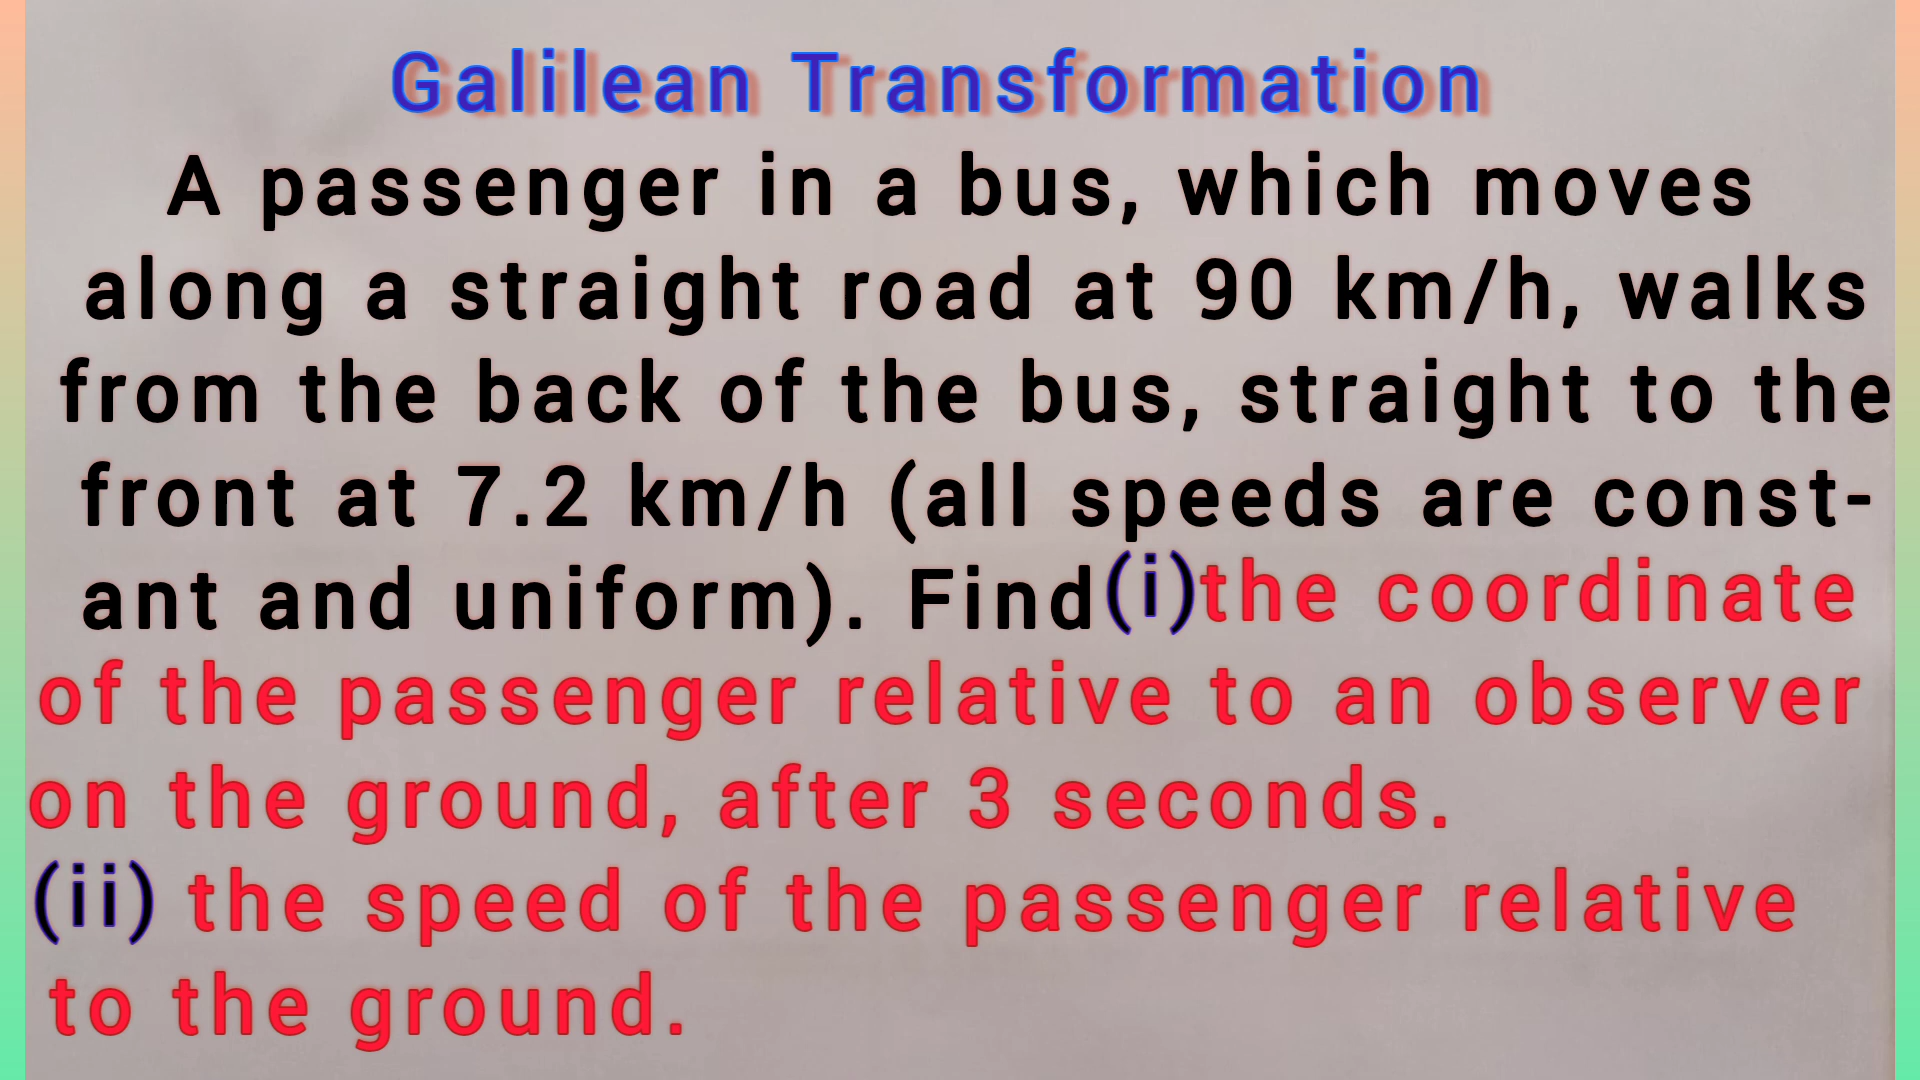 Galilean Transformation
A passenger in a bus, which moves
along a straight road at 90 km/h, walks
from the back of the bus, straight to the
front at 7.2 km/h (all speeds are const-
ant and uniform). Find (i) the coordinate
of the passenger relative to an observer
on the ground, after 3 seconds.
(ii) the speed of the passenger relative
to the ground.